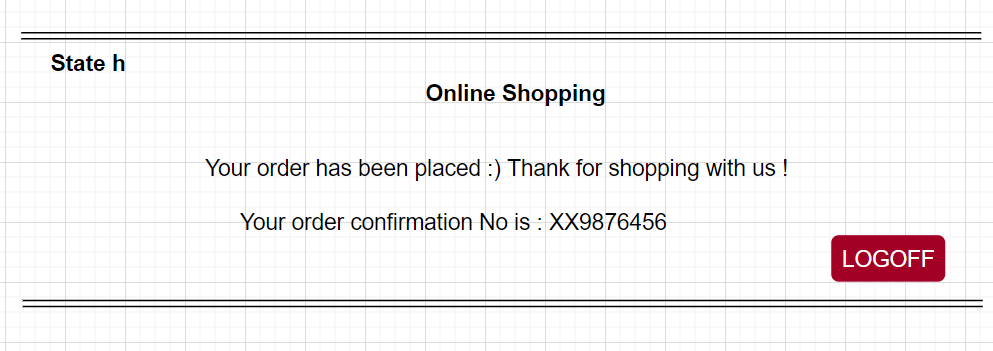 State h
Online Shopping
Your order has been placed :) Thank for shopping with us !
Your order confirmation No is : XX9876456
LOGOFF